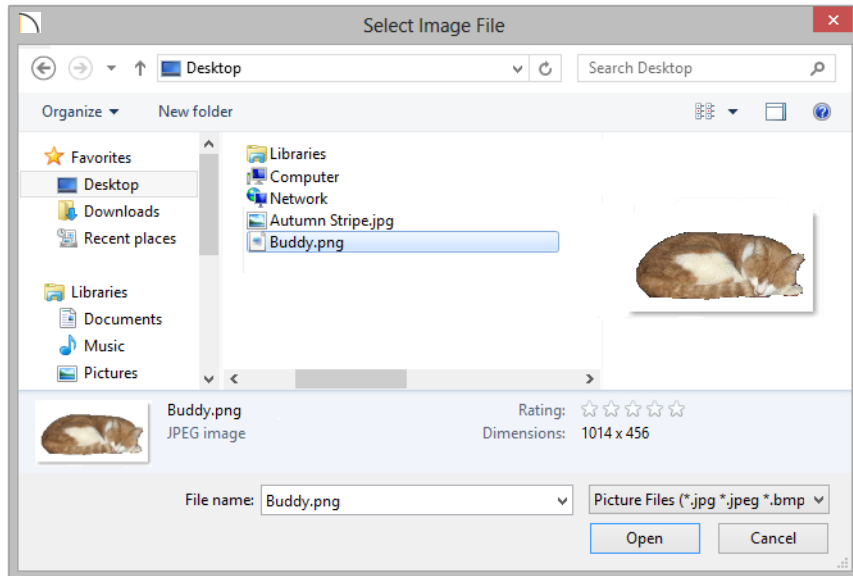 Select Image File
Desktop
Search Desktop
Organize
New folder
Favorites
Desktop
Downloads
Recent places
Libraries
Documents
Music
Pictures
Libraries
Computer
Network
Autumn Stripe.jpg
Buddy.png
Buddy.png
JPEG image
Rating:
Dimensions: 1014 x 456
File name: Buddy.png
Picture Files (*.jpg *.jpeg *.bmp
Open
Cancel